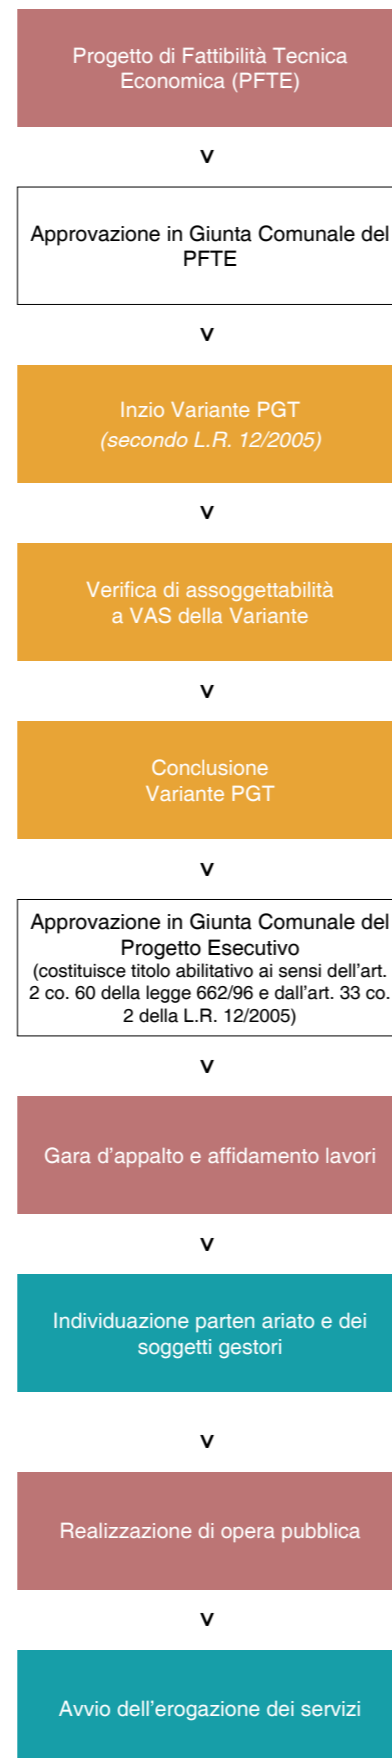 Progetto di Fattibilità Tecnica
Economica (PFTE)
v
Approvazione in Giunta Comunale del
PFTE
v
Inzio Variante PGT
(secondo L.R. 12/2005)
v
Verifica di assoggettabilità
a VAS della Variante
v
Conclusione
Variante PGT
v
Approvazione in Giunta Comunale del
Progetto Esecutivo
(costituisce titolo abilitativo ai sensi dell'art.
2 co. 60 della legge 662/96 e dall'art. 33 co.
2 della L.R. 12/2005)
v
Gara d'appalto e affidamento lavori
v
Individuazione parten ariato e dei
soggetti gestori
v
Realizzazione di opera pubblica
v
Avvio dell'erogazione dei servizi